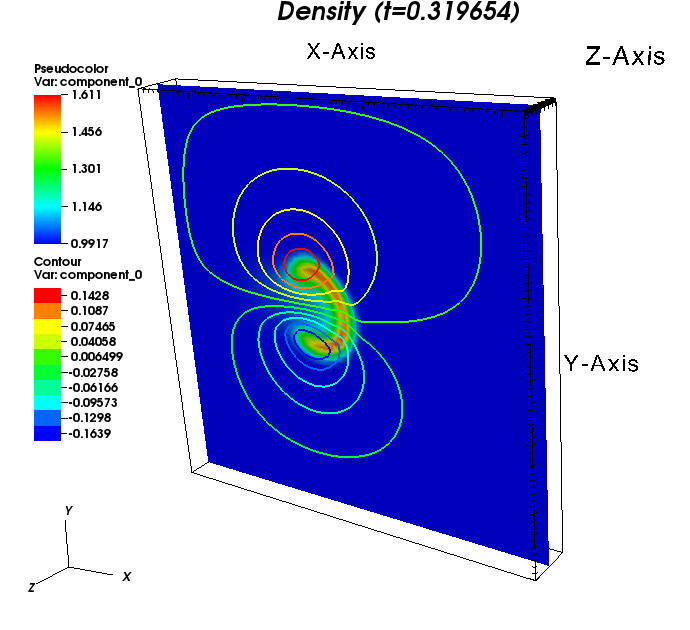 Density (t=0.319654)
X-Axis
Z-Axis
Pseudocolor
Var: component_0
1.611
1.456
1.301
1.146
0.9917
Contour
Var: component_0
0.1428
0.1087
0.07465
0.04058
0.006499
-0.02758
-0.06166
-0.09573
-0.1298
-0.1639
Y-Axis
Y
X
Z